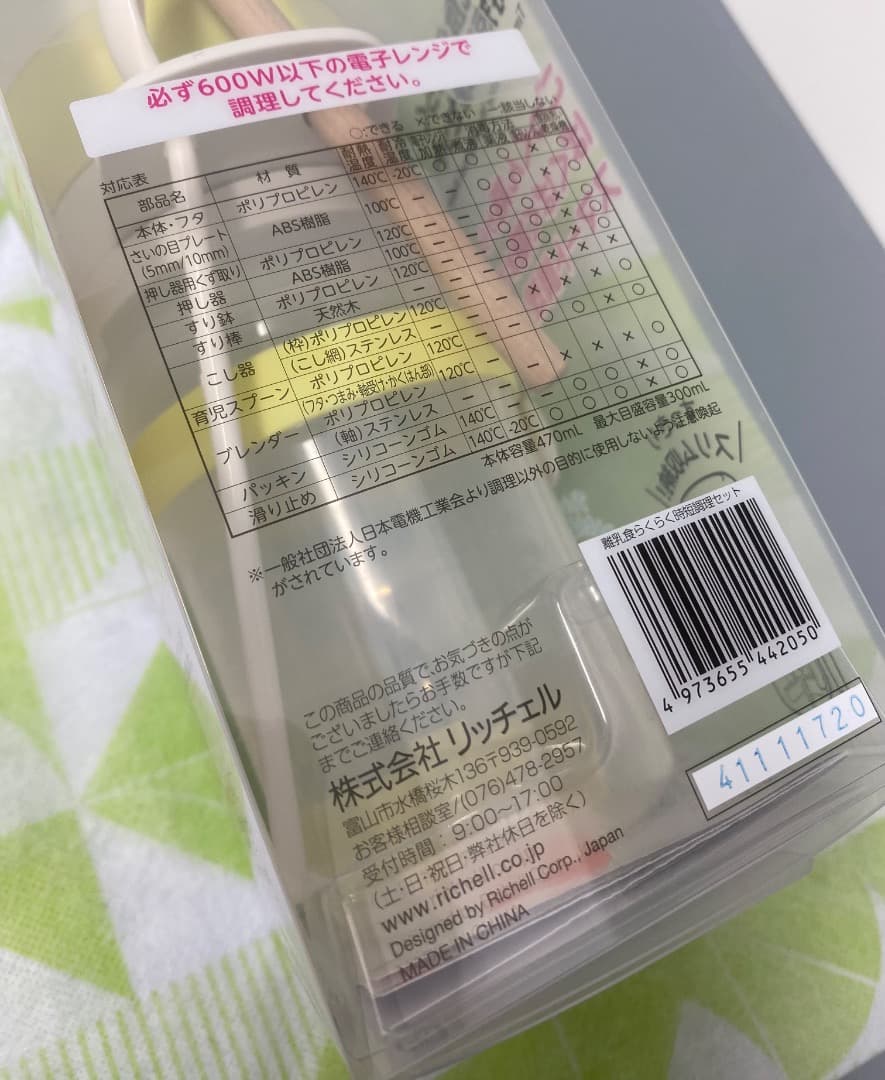 必ず600W以下の電子レンジで
調理してください。
対応表
○:できる ×:できない －:該当しない
部品名 材質 耐熱温度 耐冷温度
本体・フタ ポリプロピレン 140℃ -20℃
さいの目プレート(5mm/10mm) ABS樹脂 100℃ －
押し器用くず取り ポリプロピレン 120℃ －
押し器 ABS樹脂 100℃ －
すり鉢 ポリプロピレン 120℃ －
すり棒 天然木 － －
こし器 (枠)ポリプロピレン 120℃ －
(こし網)ステンレス － －
育児スプーン ポリプロピレン 120℃ －
ブレンダー (フタ・つまみ・軸受け・かくはん部)ポリプロピレン 120℃ －
(軸)ステンレス － －
パッキン シリコーンゴム 140℃ －
滑り止め シリコーンゴム 140℃ -20℃
本体容量470mL 最大目盛容量300mL
※一般社団法人日本電機工業会より調理以外の目的に使用しないよう注意喚起
がされています。
離乳食らくらく時短調理セット
4 973655 442050
41111720
この商品の品質で、お気づきの点が
ございましたらお手数ですが下記
までご連絡ください。
株式会社 リッチェル
富山市水橋桜木136〒939-0592
お客様相談室/(076)478-2957
受付時間:9:00~17:00
(土・日・祝日・弊社休日を除く)
www.richell.co.jp
Designed by Richell Corp., Japan
MADE IN CHINA